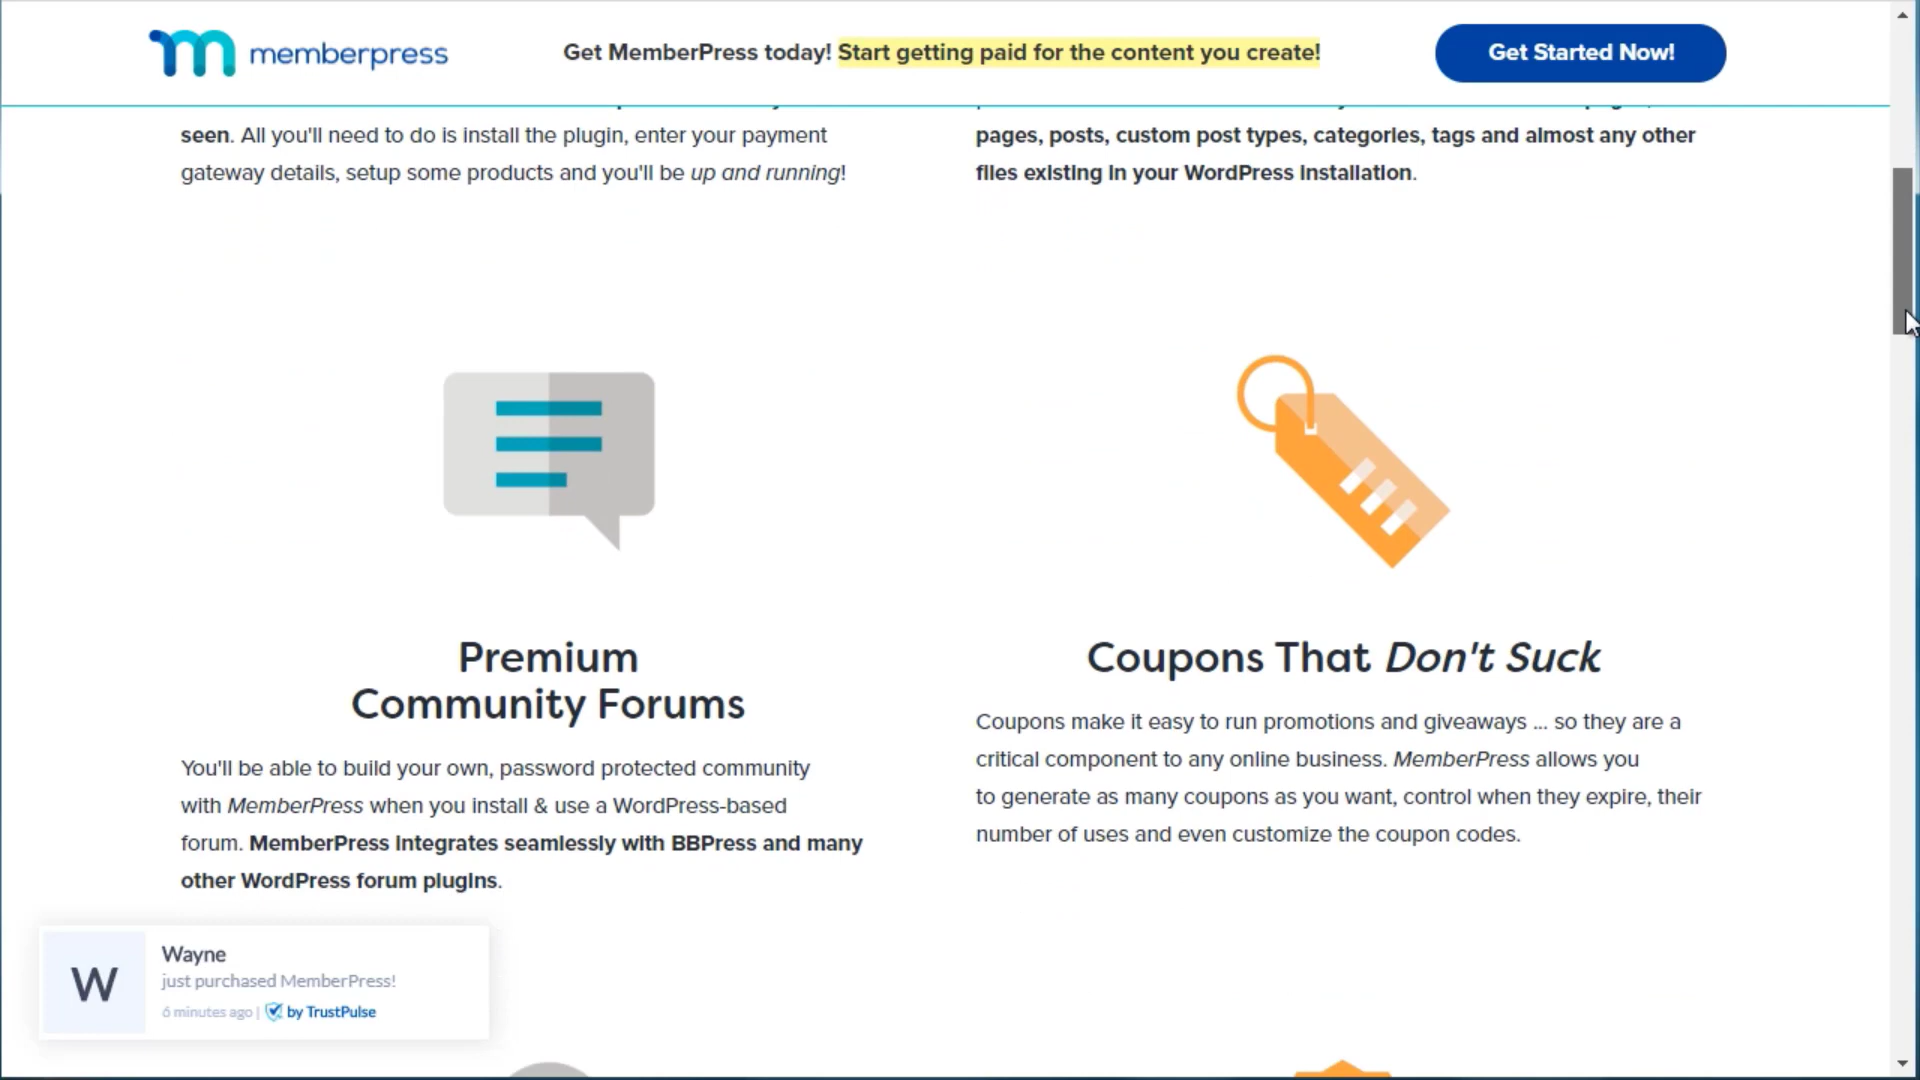 memberpress
Get MemberPress today! Start getting paid for the content you create!
Get Started Now!
seen. All you'll need to do is install the plugin, enter your payment
gateway details, setup some products and you'll be up and running!
pages, posts, custom post types, categories, tags and almost any other
files existing in your WordPress installation.
Premium
Community Forums
You'll be able to build your own, password protected community
with MemberPress when you install & use a WordPress-based
forum. MemberPress integrates seamlessly with BBPress and many
other WordPress forum plugins.
Coupons That Don't Suck
Coupons make it easy to run promotions and giveaways ... so they are a
critical component to any online business. MemberPress allows you
to generate as many coupons as you want, control when they expire, their
number of uses and even customize the coupon codes.
W
Wayne
just purchased MemberPress!
6 minutes ago | by TrustPulse